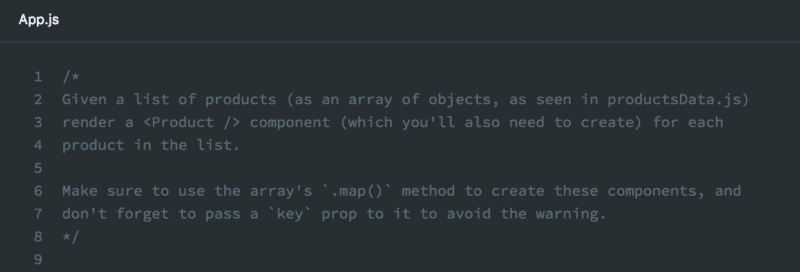 App.js
1 /*
2 Given a list of products (as an array of objects, as seen in productsData.js)
3 render a <Product /> component (which you'll also need to create) for each
4 product in the list.
5
6 Make sure to use the array's `.map()` method to create these components, and
7 don't forget to pass a `key` prop to it to avoid the warning.
8 */
9